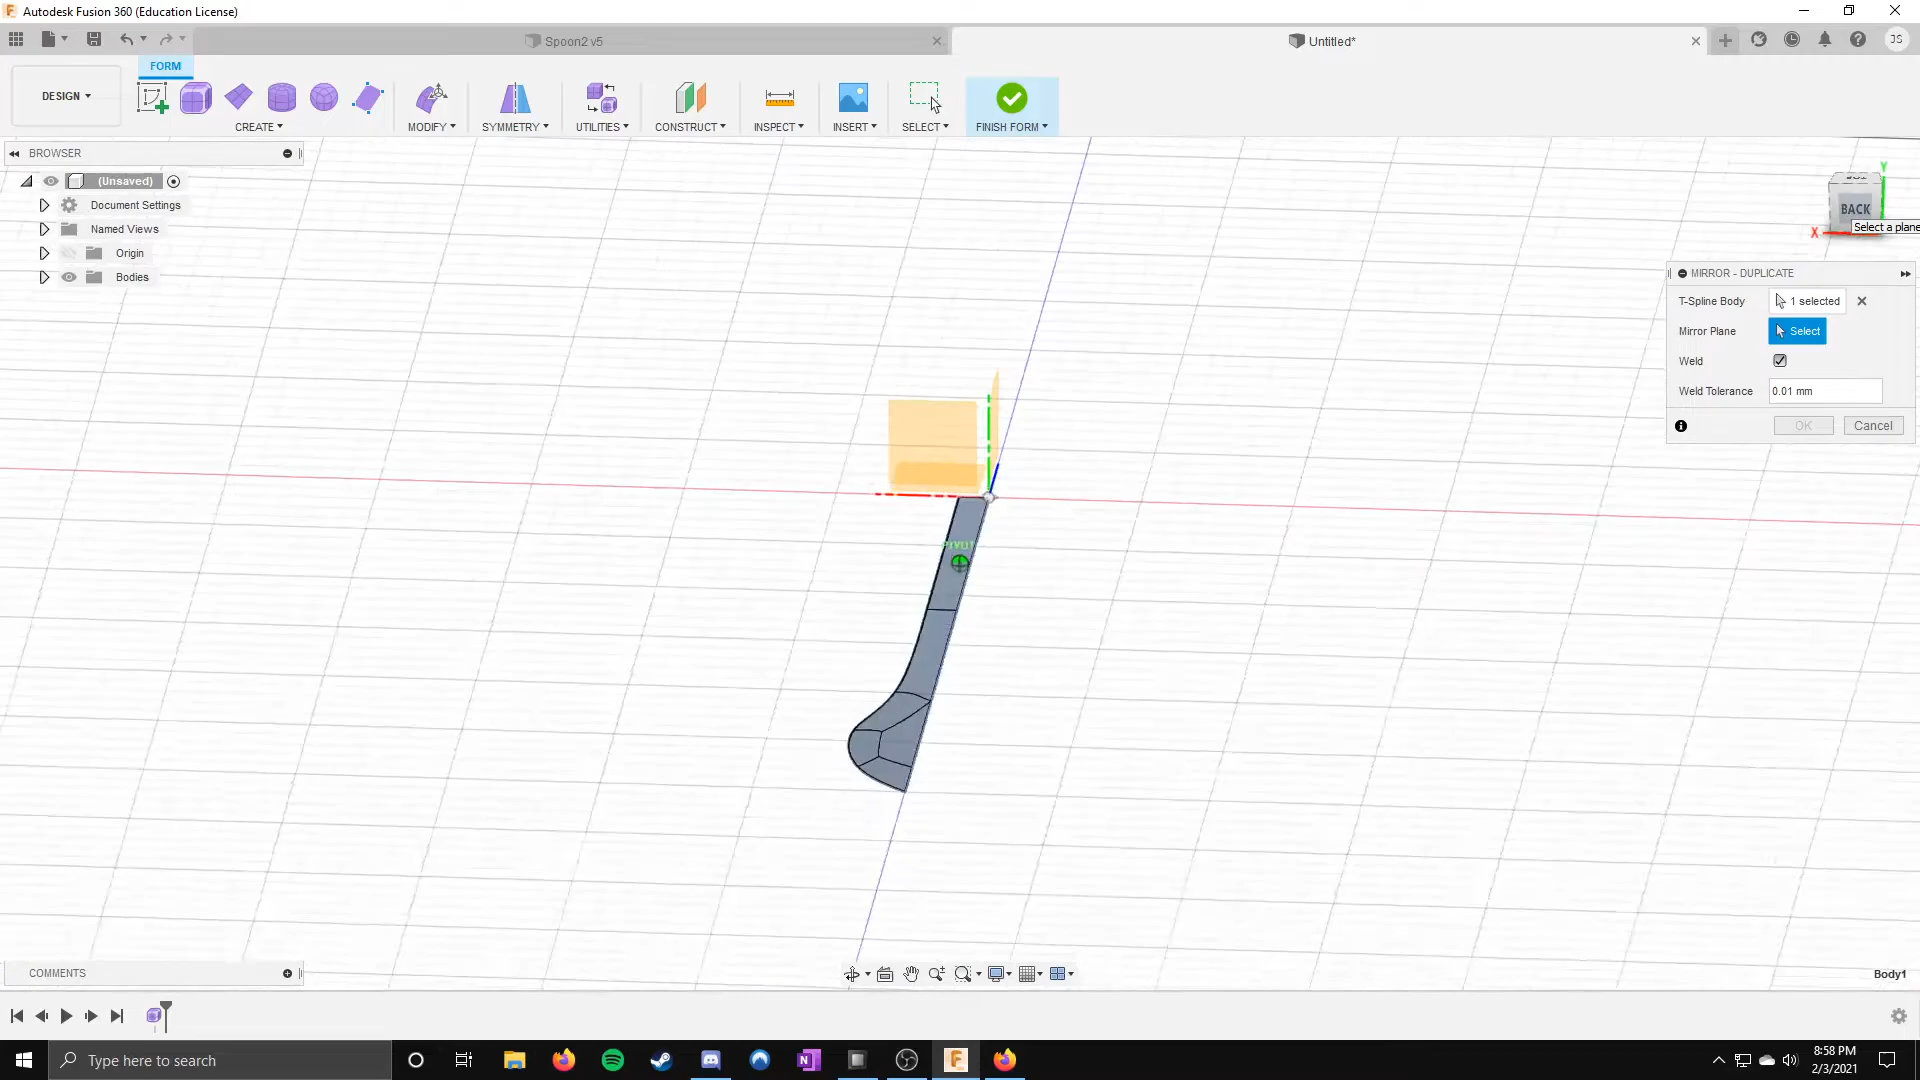 Autodesk Fusion 360 (Education License)
Spoon2 v5
Untitled*
JS
FORM
DESIGN
CREATE
MODIFY
SYMMETRY
UTILITIES
CONSTRUCT
INSPECT
INSERT
SELECT
FINISH FORM
BROWSER
(Unsaved)
Document Settings
Named Views
Origin
Bodies
Y
BACK
X
Select a plane
MIRROR - DUPLICATE
T-Spline Body
1 selected
Mirror Plane
Select
Weld
Weld Tolerance
0.01 mm
OK
Cancel
PIVOT
COMMENTS
Body1
Type here to search
8:58 PM
2/3/2021